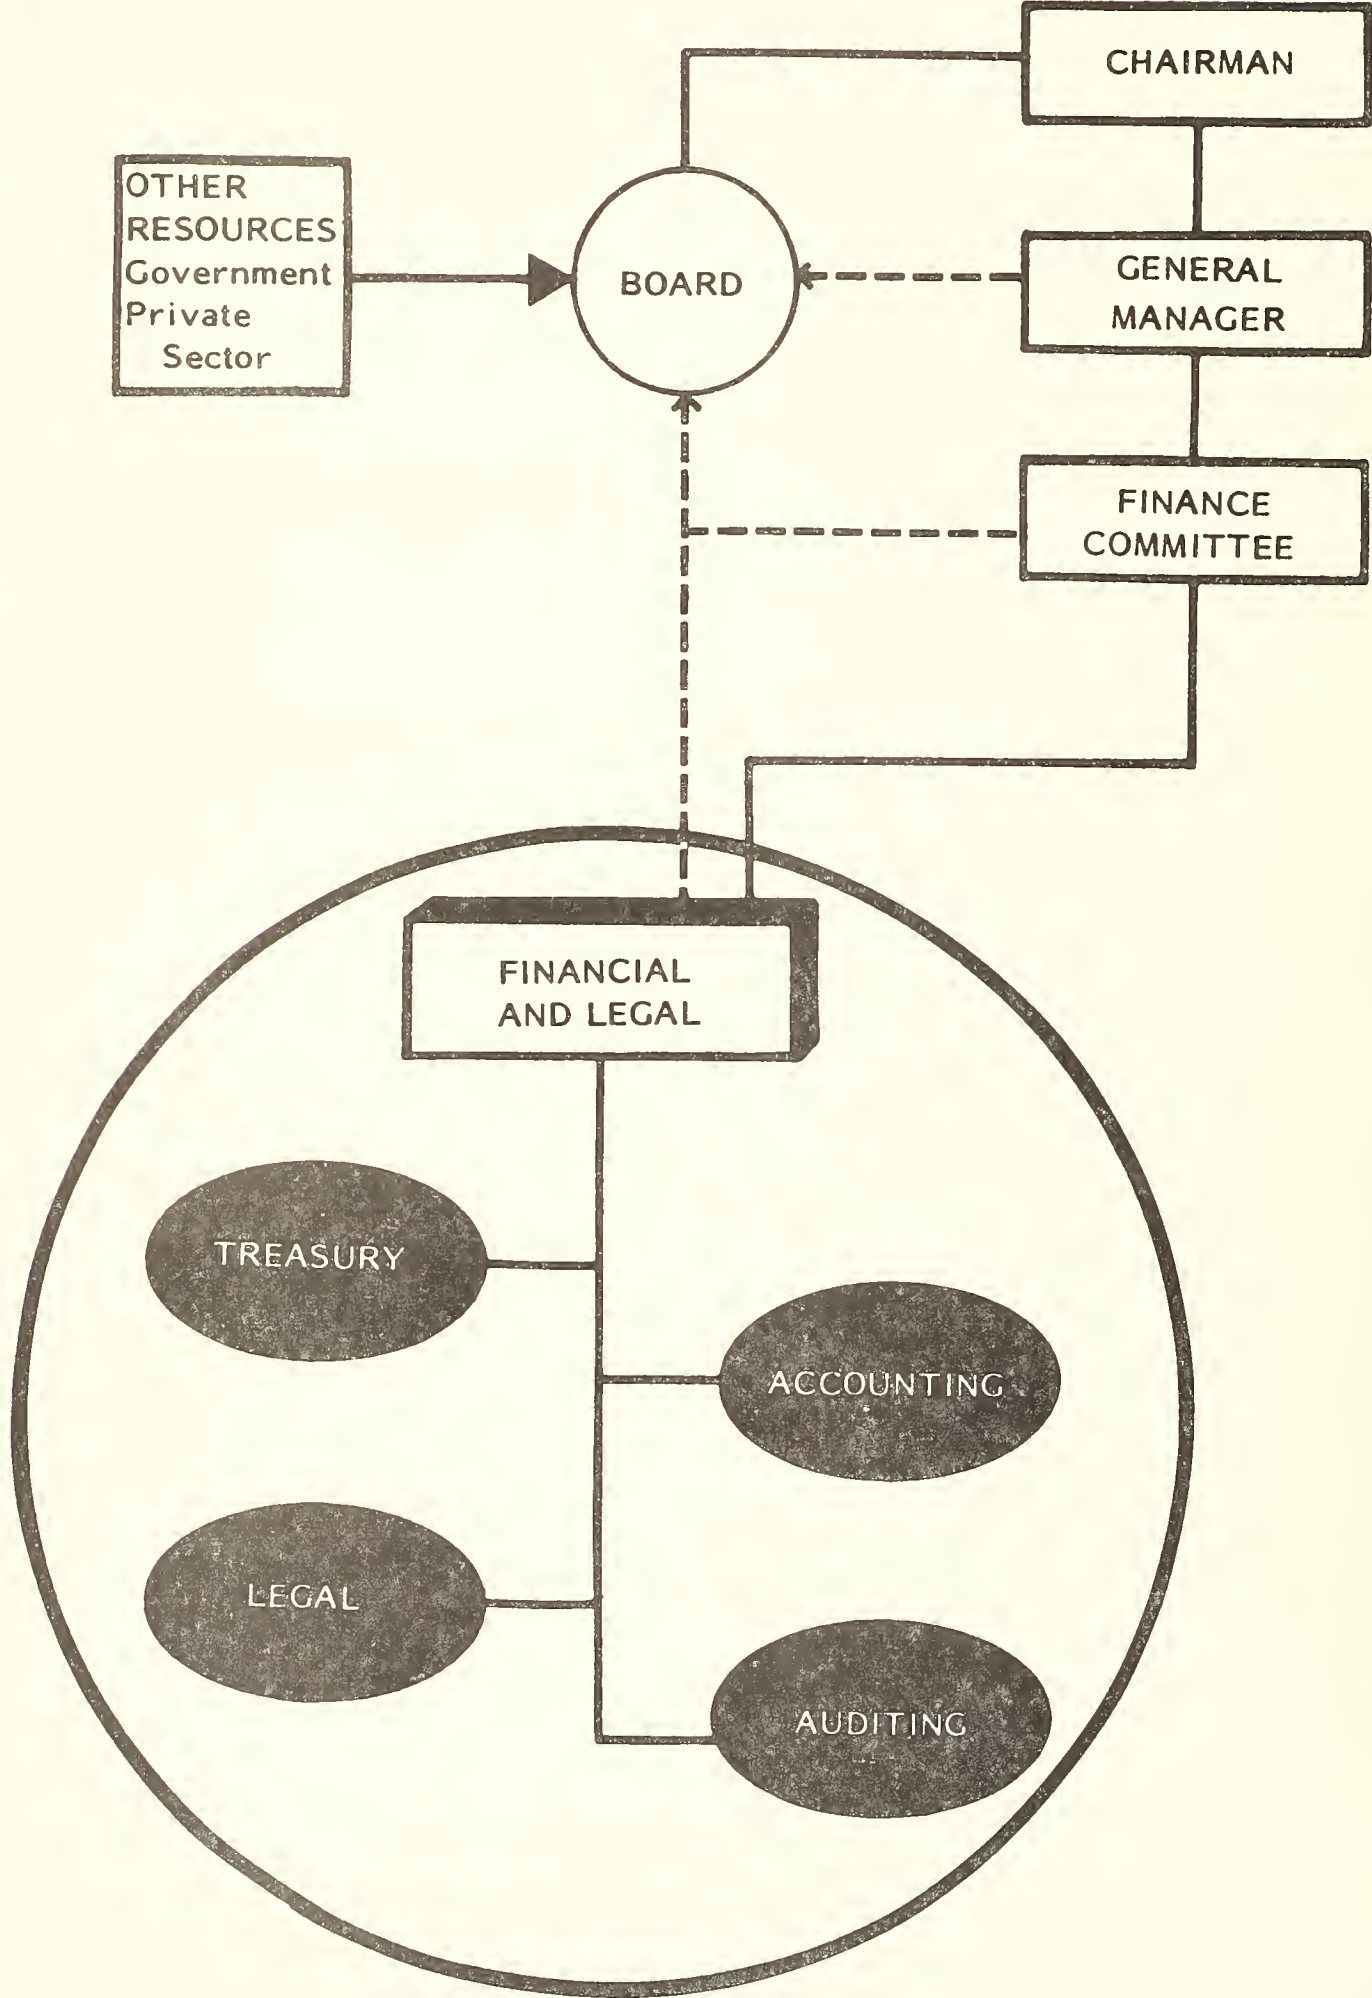 CHAIRMAN
OTHER
RESOURCES
Government
Private
Sector
BOARD
GENERAL
MANAGER
FINANCE
COMMITTEE
FINANCIAL
AND LEGAL
TREASURY
ACCOUNTING
LEGAL
AUDITING